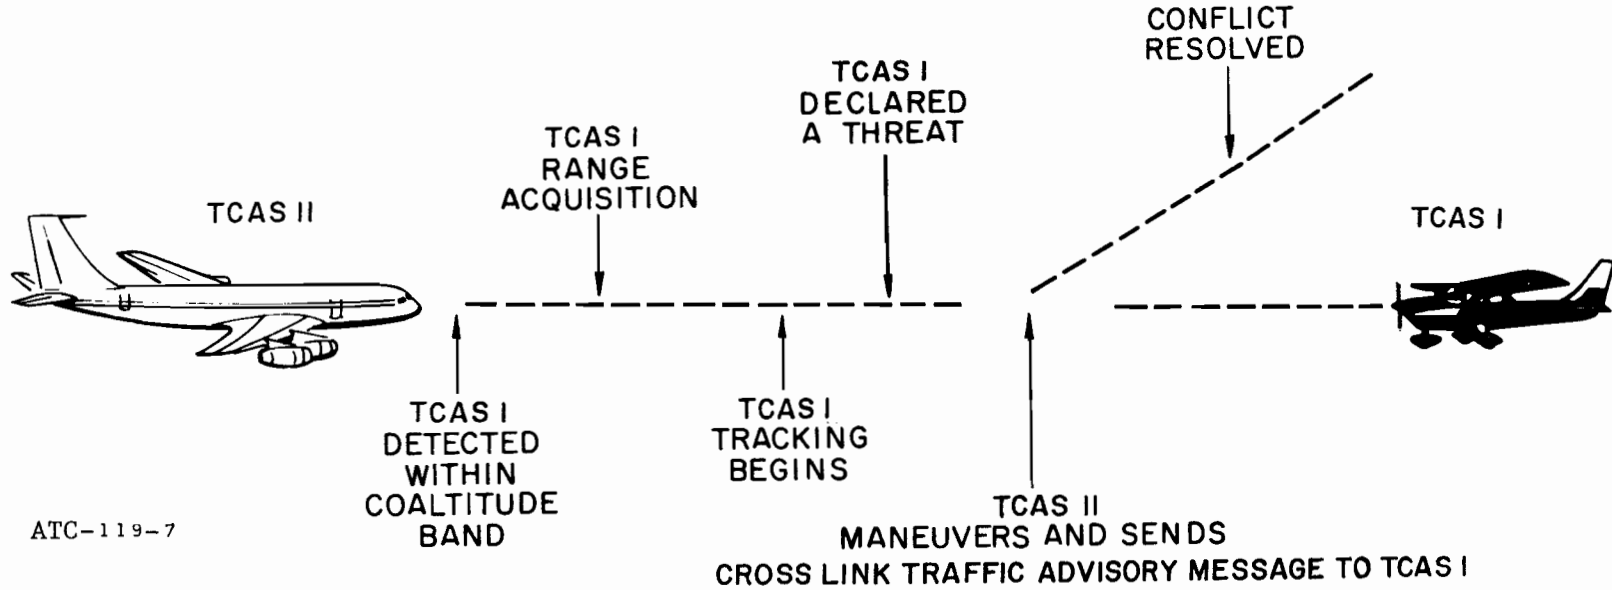 CONFLICT
RESOLVED
TCAS I
DECLARED
A THREAT
TCAS I
RANGE
ACQUISITION
TCAS II
TCAS I
TCAS I
DETECTED
WITHIN
COALTITUDE
BAND
TCAS I
TRACKING
BEGINS
TCAS II
MANEUVERS AND SENDS
CROSS LINK TRAFFIC ADVISORY MESSAGE TO TCAS I
ATC-119-7